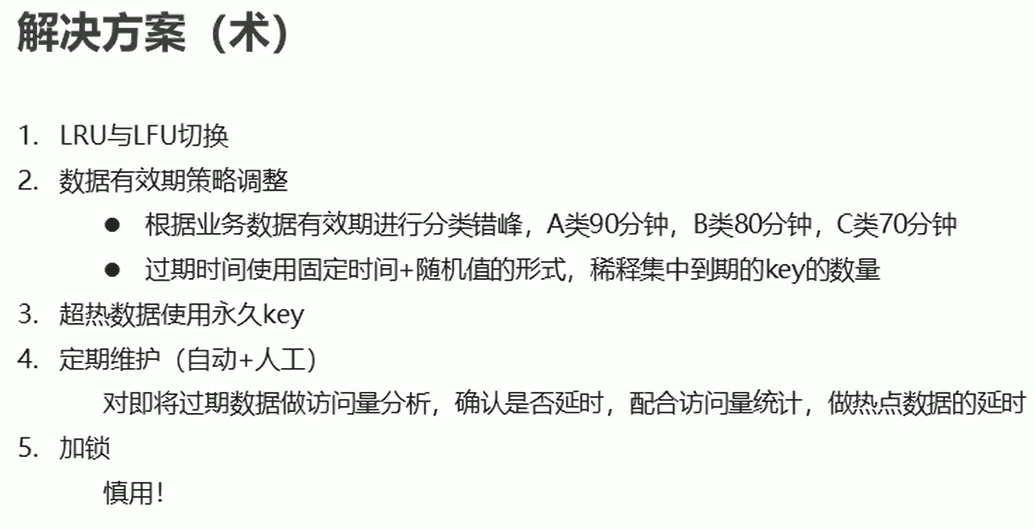 解决方案（术）
1. LRU与LFU切换
2. 数据有效期策略调整
● 根据业务数据有效期进行分类错峰，A类90分钟，B类80分钟，C类70分钟
● 过期时间使用固定时间+随机值的形式，稀释集中到期的key的数量
3. 超热数据使用永久key
4. 定期维护（自动+人工）
对即将过期数据做访问量分析，确认是否延时，配合访问量统计，做热点数据的延时
5. 加锁
慎用！